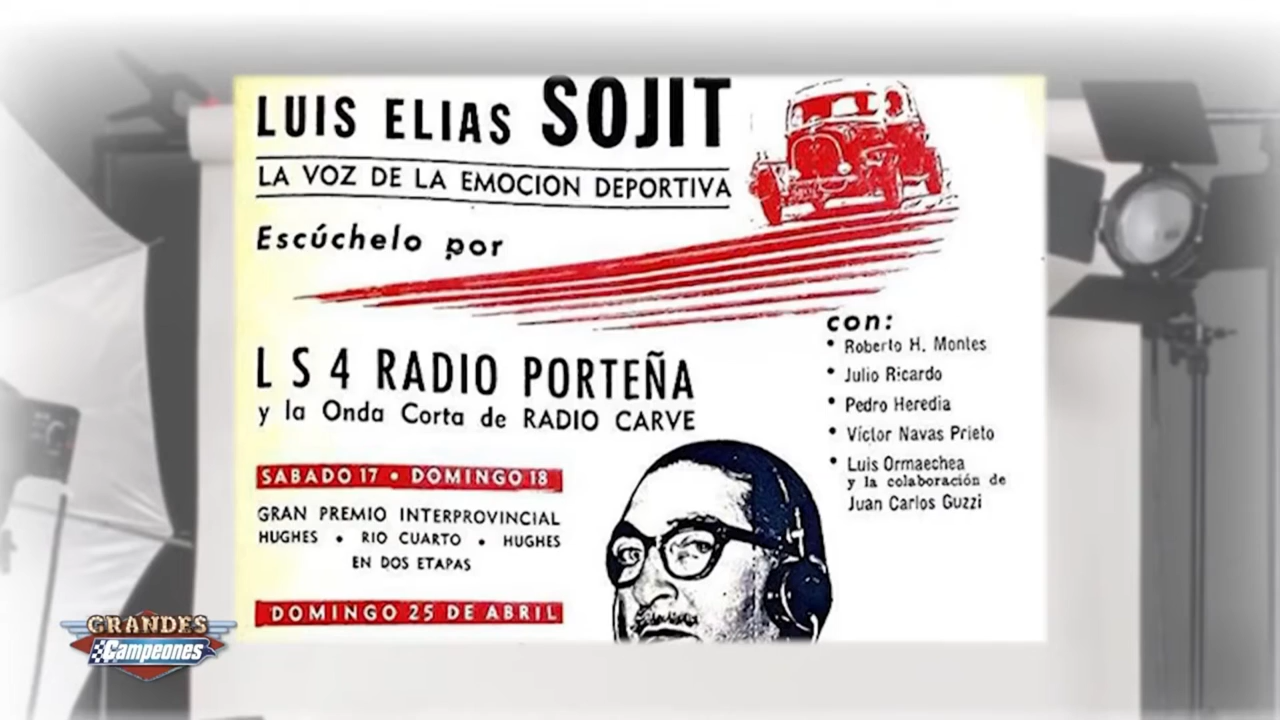 LUIS ELIAS SOJIT
LA VOZ DE LA EMOCION DEPORTIVA
Escúchelo por
L S 4 RADIO PORTEÑA
y la Onda Corta de RADIO CARVE
SABADO 17 • DOMINGO 18
GRAN PREMIO INTERPROVINCIAL
HUGHES • RIO CUARTO • HUGHES
EN DOS ETAPAS
DOMINGO 25 DE ABRIL
con:
• Roberto H. Montes
• Julio Ricardo
• Pedro Heredia
• Víctor Navas Prieto
• Luis Ormaechea
y la colaboración de
Juan Carlos Guzzi
GRANDES
Campeones